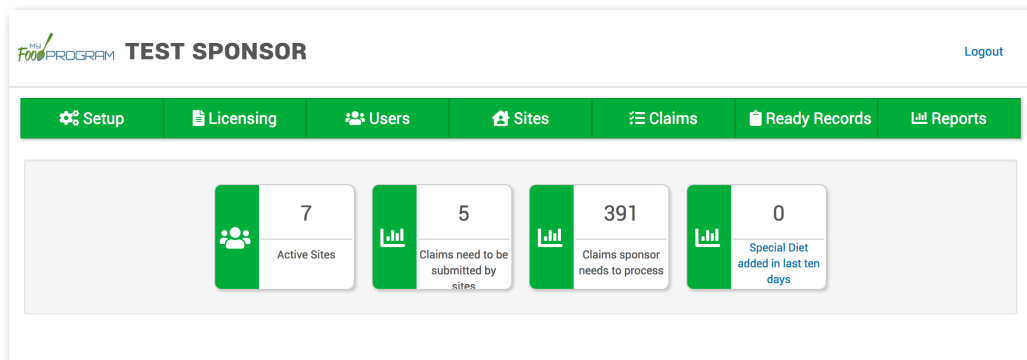 MY
FOOD PROGRAM TEST SPONSOR
Logout
Setup Licensing Users Sites Claims Ready Records Reports
7
Active Sites
5
Claims need to be
submitted by
sites
391
Claims sponsor
needs to process
0
Special Diet
added in last ten
days